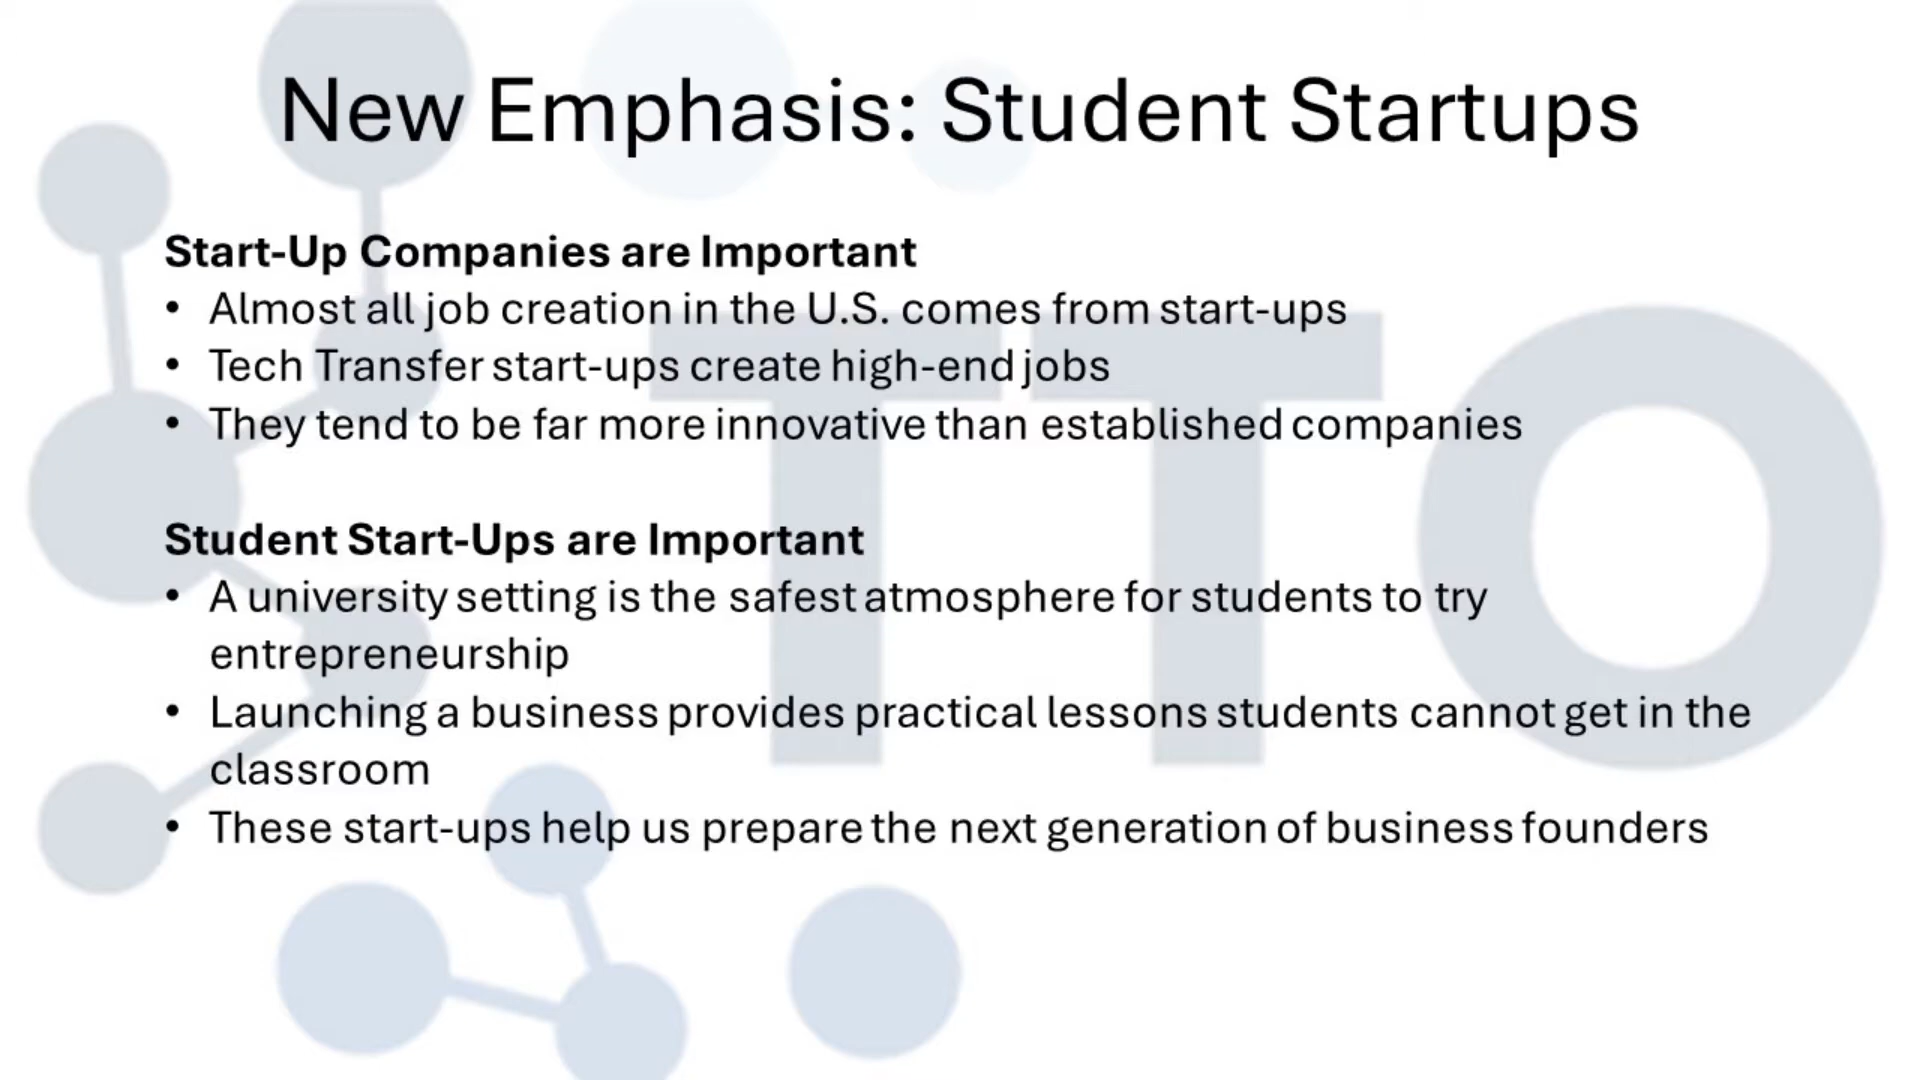 New Emphasis: Student Startups
Start-Up Companies are Important
• Almost all job creation in the U.S. comes from start-ups
• Tech Transfer start-ups create high-end jobs
• They tend to be far more innovative than established companies
Student Start-Ups are Important
• A university setting is the safest atmosphere for students to try
entrepreneurship
• Launching a business provides practical lessons students cannot get in the
classroom
• These start-ups help us prepare the next generation of business founders
TTO